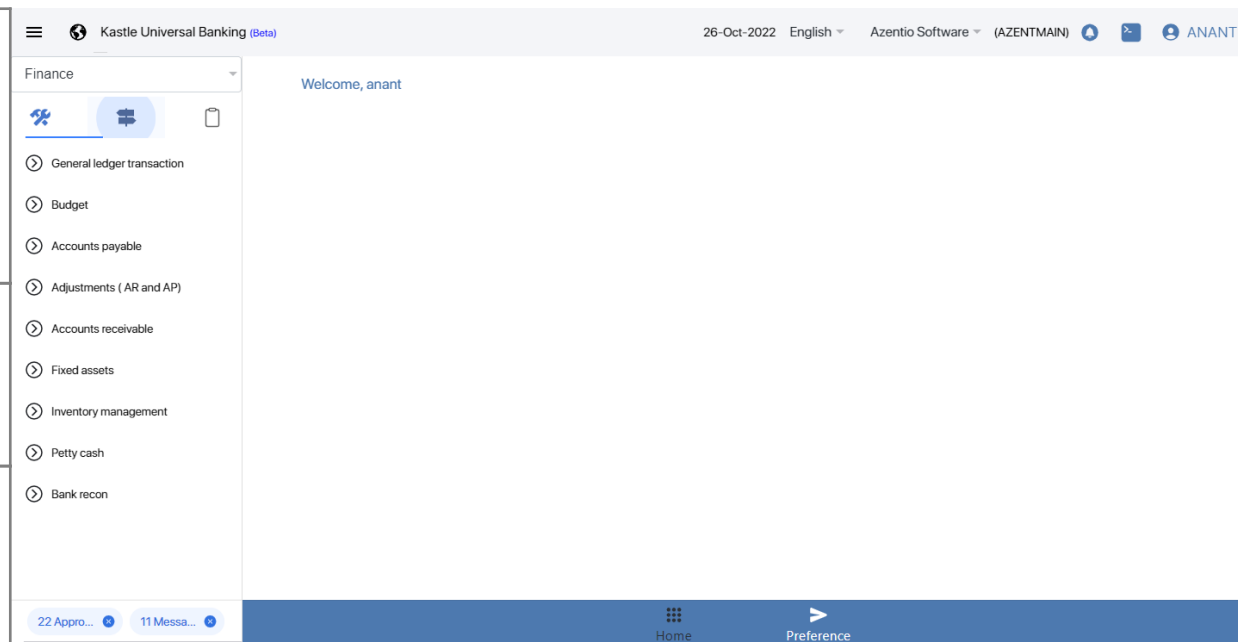 Kastle Universal Banking (Beta) 26-Oct-2022 English Azentio Software (AZENTMAIN) ANANT
Finance
Welcome, anant
General ledger transaction
Budget
Accounts payable
Adjustments ( AR and AP)
Accounts receivable
Fixed assets
Inventory management
Petty cash
Bank recon
22 Appro... 11 Messa...
Home Preference